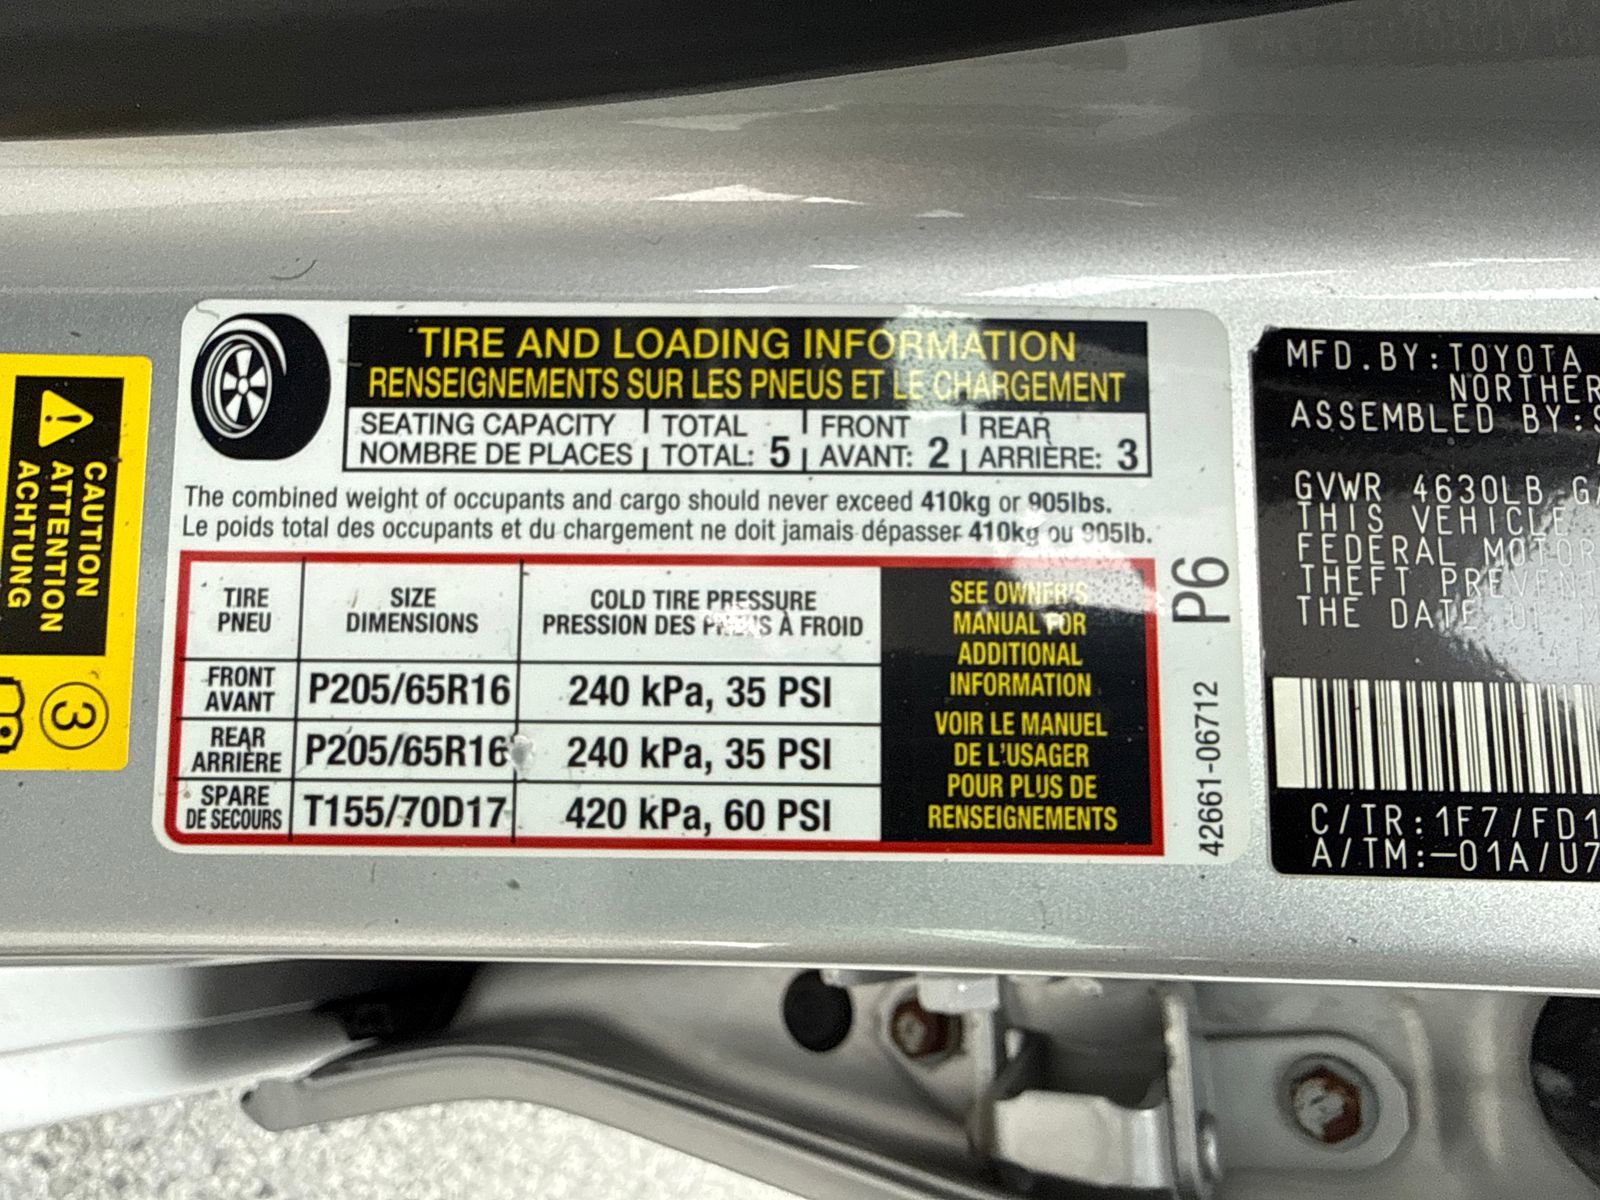 TIRE AND LOADING INFORMATION
RENSEIGNEMENTS SUR LES PNEUS ET LE CHARGEMENT
SEATING CAPACITY TOTAL FRONT REAR
NOMBRE DE PLACES TOTAL: 5 AVANT: 2 ARRIÈRE: 3
The combined weight of occupants and cargo should never exceed 410kg or 905lbs.
Le poids total des occupants et du chargement ne doit jamais dépasser 410kg ou 905lb.
TIRE SIZE COLD TIRE PRESSURE
PNEU DIMENSIONS PRESSION DES PNEUS À FROID
FRONT
AVANT
P205/65R16 240 kPa, 35 PSI
REAR
ARRIÈRE
P205/65R16 240 kPa, 35 PSI
SPARE
DE SECOURS
T155/70D17 420 kPa, 60 PSI
SEE OWNER'S
MANUAL FOR
ADDITIONAL
INFORMATION
VOIR LE MANUEL
DE L'USAGER
POUR PLUS DE
RENSEIGNEMENTS
P6
42661-06712
CAUTION
ATTENTION
ACHTUNG
3
MFD.BY:TOYOTA
ASSEMBLED BY:
GVWR 4630LB
THIS VEHICLE
FEDERAL MOTOR
THEFT
THE DATE OF
C/TR:1F7/FD1
A/TM:-01A/U7